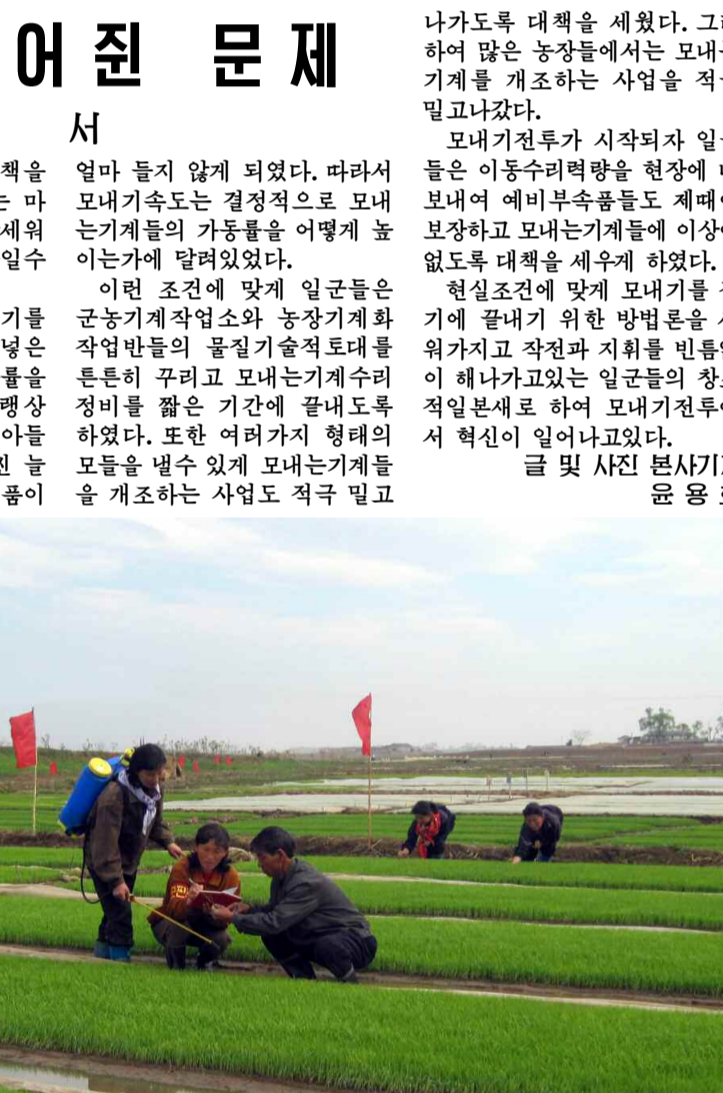 어쥔 문제
서
책을
는 마
세워
일수
기를
넣은
률을
랭상
아들
진 늘
품이
얼마 들지 않게 되였다. 따라서
모내기속도는 결정적으로 모내
는기계들의 가동률을 어떻게 높
이는가에 달려있었다.
이런 조건에 맞게 일군들은
군농기계작업소와 농장기계화
작업반들의 물질기술적토대를
튼튼히 꾸리고 모내는기계수리
정비를 짧은 기간에 끝내도록
하였다. 또한 여러가지 형태의
모들을 낼수 있게 모내는기계들
을 개조하는 사업도 적극 밀고
나가도록 대책을 세웠다.
하여 많은 농장들에서는
기계를 개조하는 사업을
밀고나갔다.
모내기전투가 시작되자
들은 이동수리력량을 현장에
보내여 예비부속품들도
보장하고 모내는기계들에
없도록 대책을 세우게 하였다.
현실조건에 맞게 모내기를
기에 끝내기 위한 방법론을
워가지고 작전과 지휘를
이 해나가고있는 일군들의
적일본새로 하여
서 혁신이 일어나고있다.
글 및 사진 본사기
윤 용